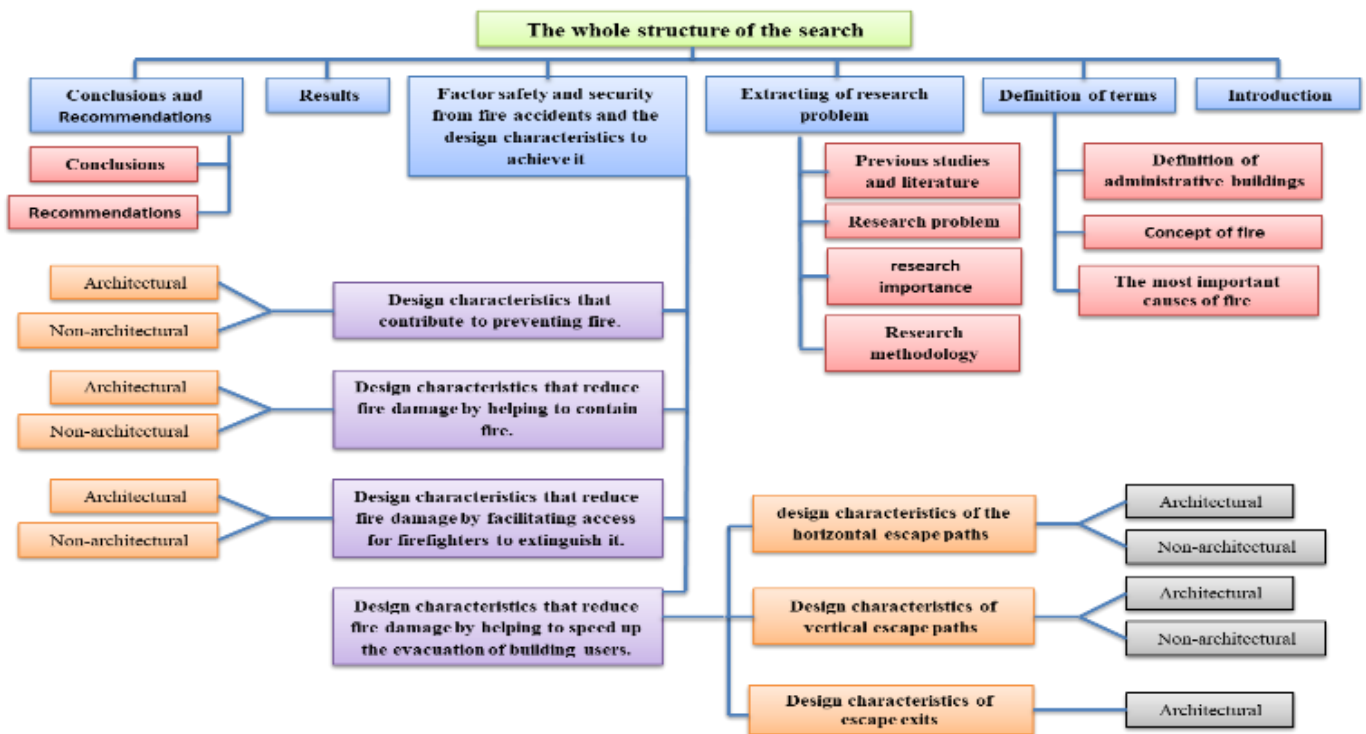 The whole structure of the search
Conclusions and
Recommendations
Results
Factor safety and security
from fire accidents and the
design characteristics to
achieve it
Extracting of research
problem
Definition of terms
Introduction
Conclusions
Recommendations
Previous studies
and literature
Research problem
research
importance
Research
methodology
Definition of
administrative buildings
Concept of fire
The most important
causes of fire
Architectural
Non-architectural
Design characteristics that
contribute to preventing fire.
Architectural
Non-architectural
Design characteristics that reduce
fire damage by helping to contain
fire.
Architectural
Non-architectural
Design characteristics that reduce
fire damage by facilitating access
for firefighters to extinguish it.
Design characteristics that reduce
fire damage by helping to speed up
the evacuation of building users.
design characteristics of the
horizontal escape paths
Architectural
Non-architectural
Design characteristics of
vertical escape paths
Architectural
Non-architectural
Design characteristics of
escape exits
Architectural